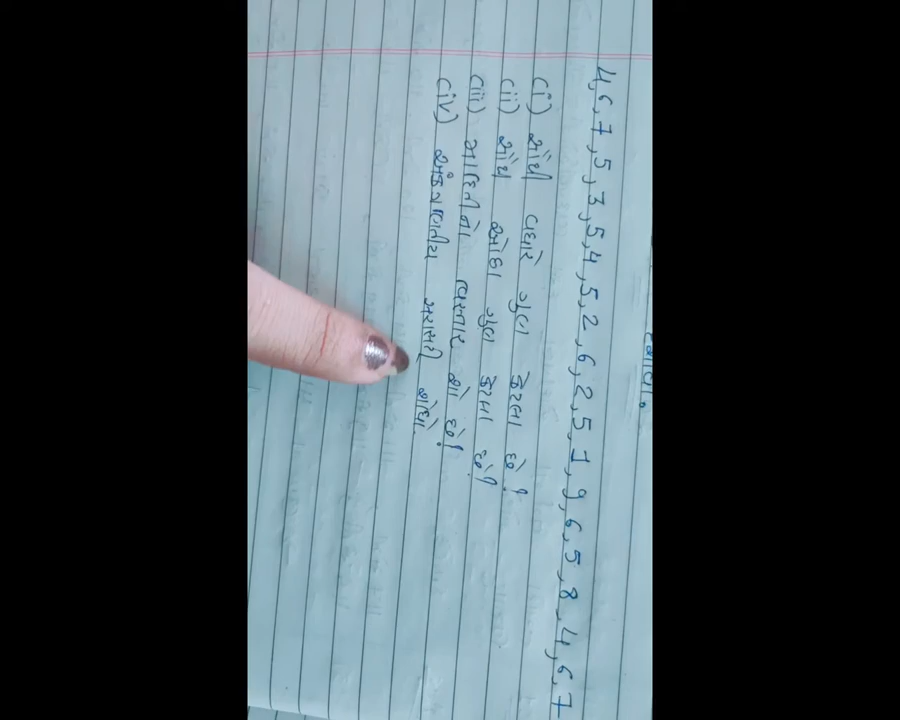 4,6,7,5,3,5,4,5,2,6,2,5,1,9,6,5,8,4,6,7
(i) સૌથી વધારે ગુણ કેટલા છે?
(ii) સૌથી ઓછા ગુણ કેટલા છે?
(iii) માહિતીનો વિસ્તાર શો છે?
(iv) અંકગણિતીય સરાસરી શોધો.